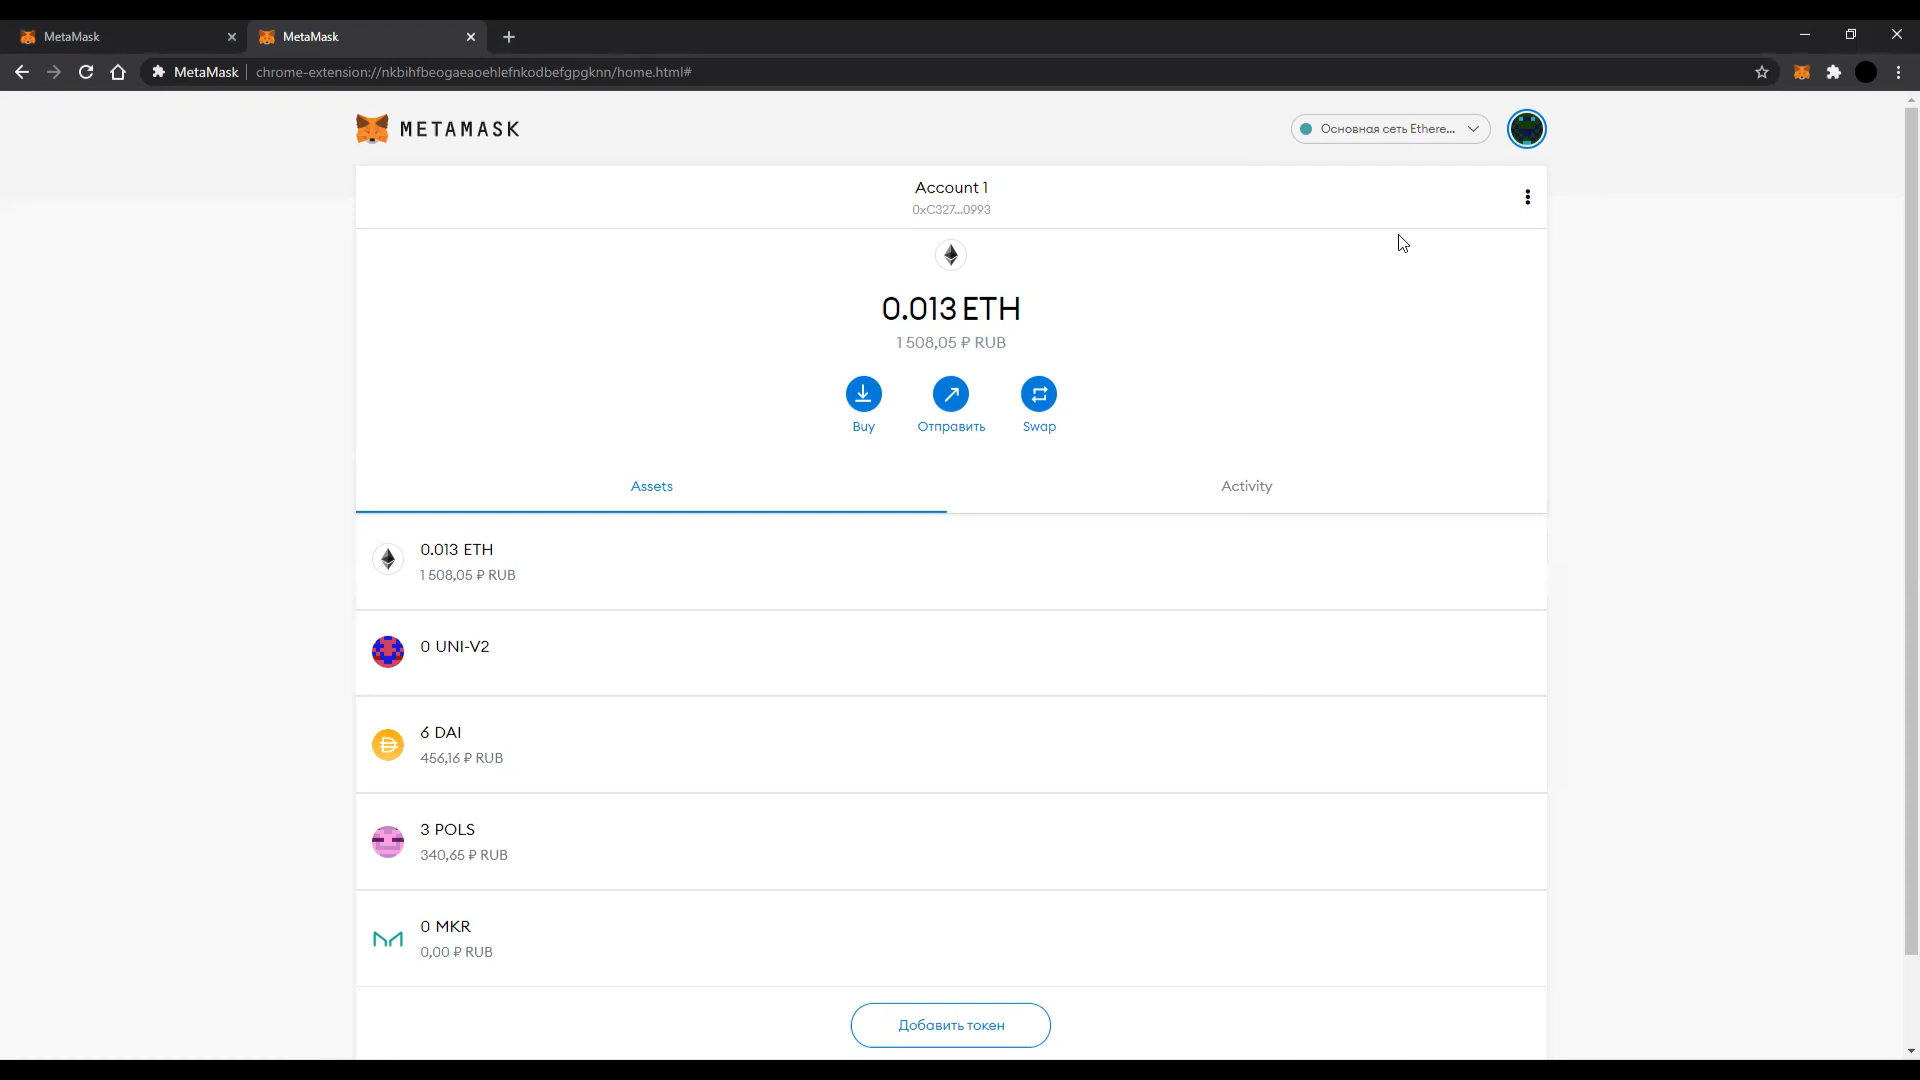 MetaMask
MetaMask
MetaMask
chrome-extension://nkbihfbeogaeaoehlefnkodbefgpgknn/home.html#
METAMASK
Основная сеть Ethere...
Account 1
0xC327...0993
0.013 ETH
1 508,05 ₽ RUB
Buy
Отправить
Swap
Assets
Activity
0.013 ETH
1 508,05 ₽ RUB
0 UNI-V2
6 DAI
456,16 ₽ RUB
3 POLS
340,65 ₽ RUB
0 MKR
0,00 ₽ RUB
Добавить токен